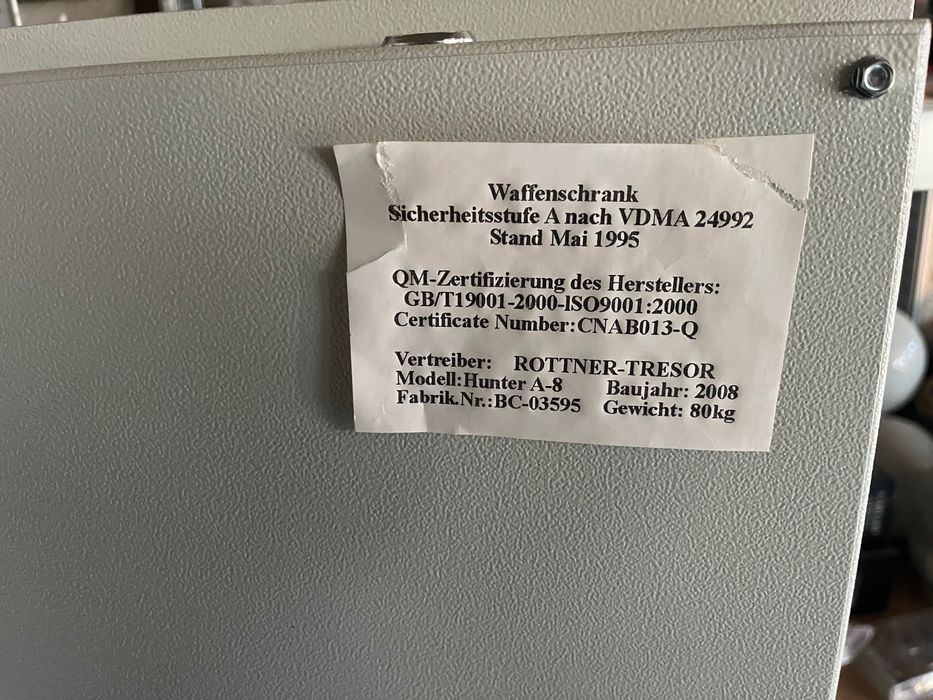 Waffenschrank
Sicherheitsstufe A nach VDMA 24992
Stand Mai 1995
QM-Zertifizierung des Herstellers:
GB/T19001-2000-ISO9001:2000
Certificate Number:CNAB013-Q
Vertreiber: ROTTNER-TRESOR
Modell:Hunter A-8 Baujahr: 2008
Fabrik.Nr.:BC-03595 Gewicht: 80kg